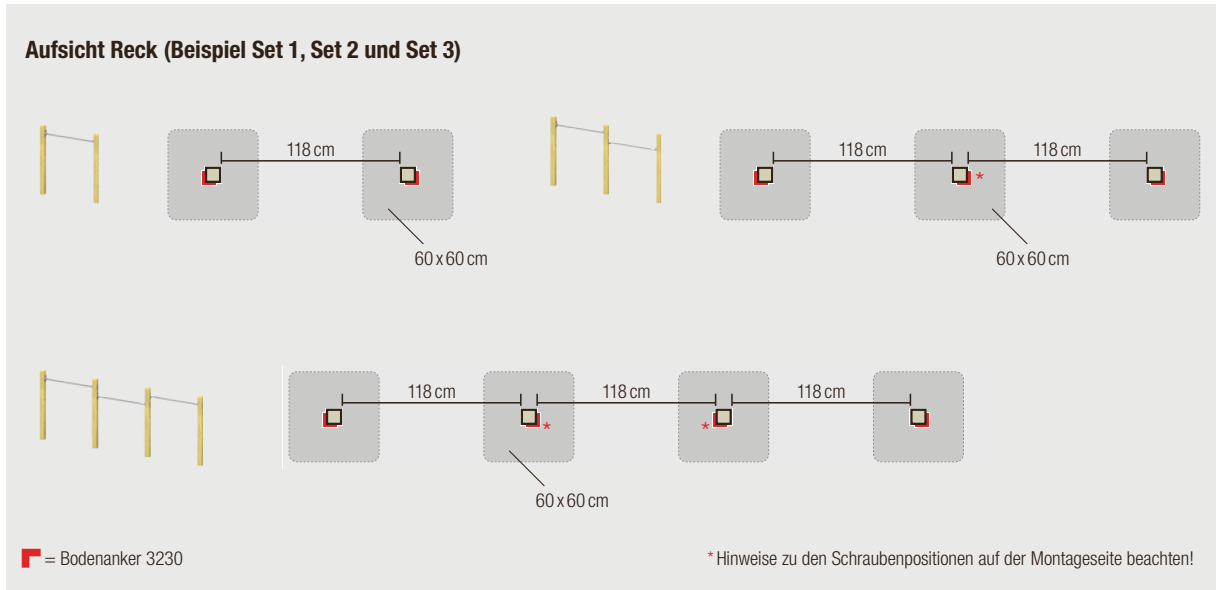 Aufsicht Reck (Beispiel Set 1, Set 2 und Set 3)
118 cm
60 x 60 cm
118 cm
118 cm
*
60 x 60 cm
118 cm
118 cm
118 cm
*
*
60 x 60 cm
= Bodenanker 3230
* Hinweise zu den Schraubenpositionen auf der Montageseite beachten!